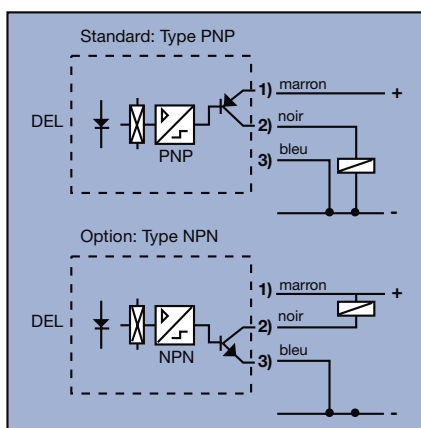 Standard: Type PNP
1) marron +
DEL
2) noir
PNP
3) bleu
-
Option: Type NPN
1) marron +
DEL
2) noir
NPN
3) bleu
-